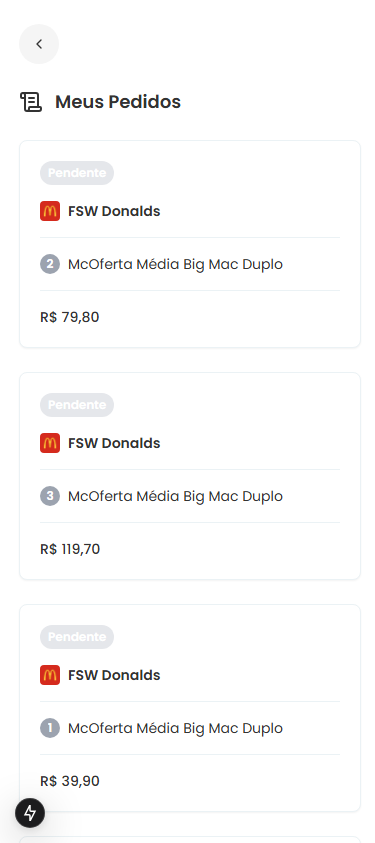 Meus Pedidos
Pendente
FSW Donalds
2 McOferta Média Big Mac Duplo
R$ 79,80
Pendente
FSW Donalds
3 McOferta Média Big Mac Duplo
R$ 119,70
Pendente
FSW Donalds
1 McOferta Média Big Mac Duplo
R$ 39,90